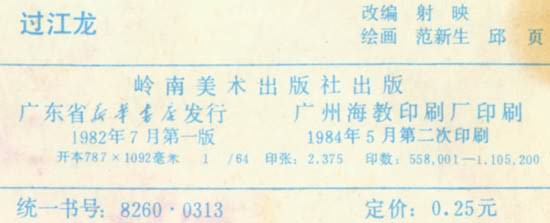 过江龙
改编 射 映
绘画 范新生 邱 页
岭南美术出版社出版
广东省新华书店发行 广州海教印刷厂印刷
1982年7月第一版 1984年5月第二次印刷
开本787×1092毫米 1 /64 印张：2.375 印数：558,001—1,105,200
统一书号：8260·0313 定价：0.25元